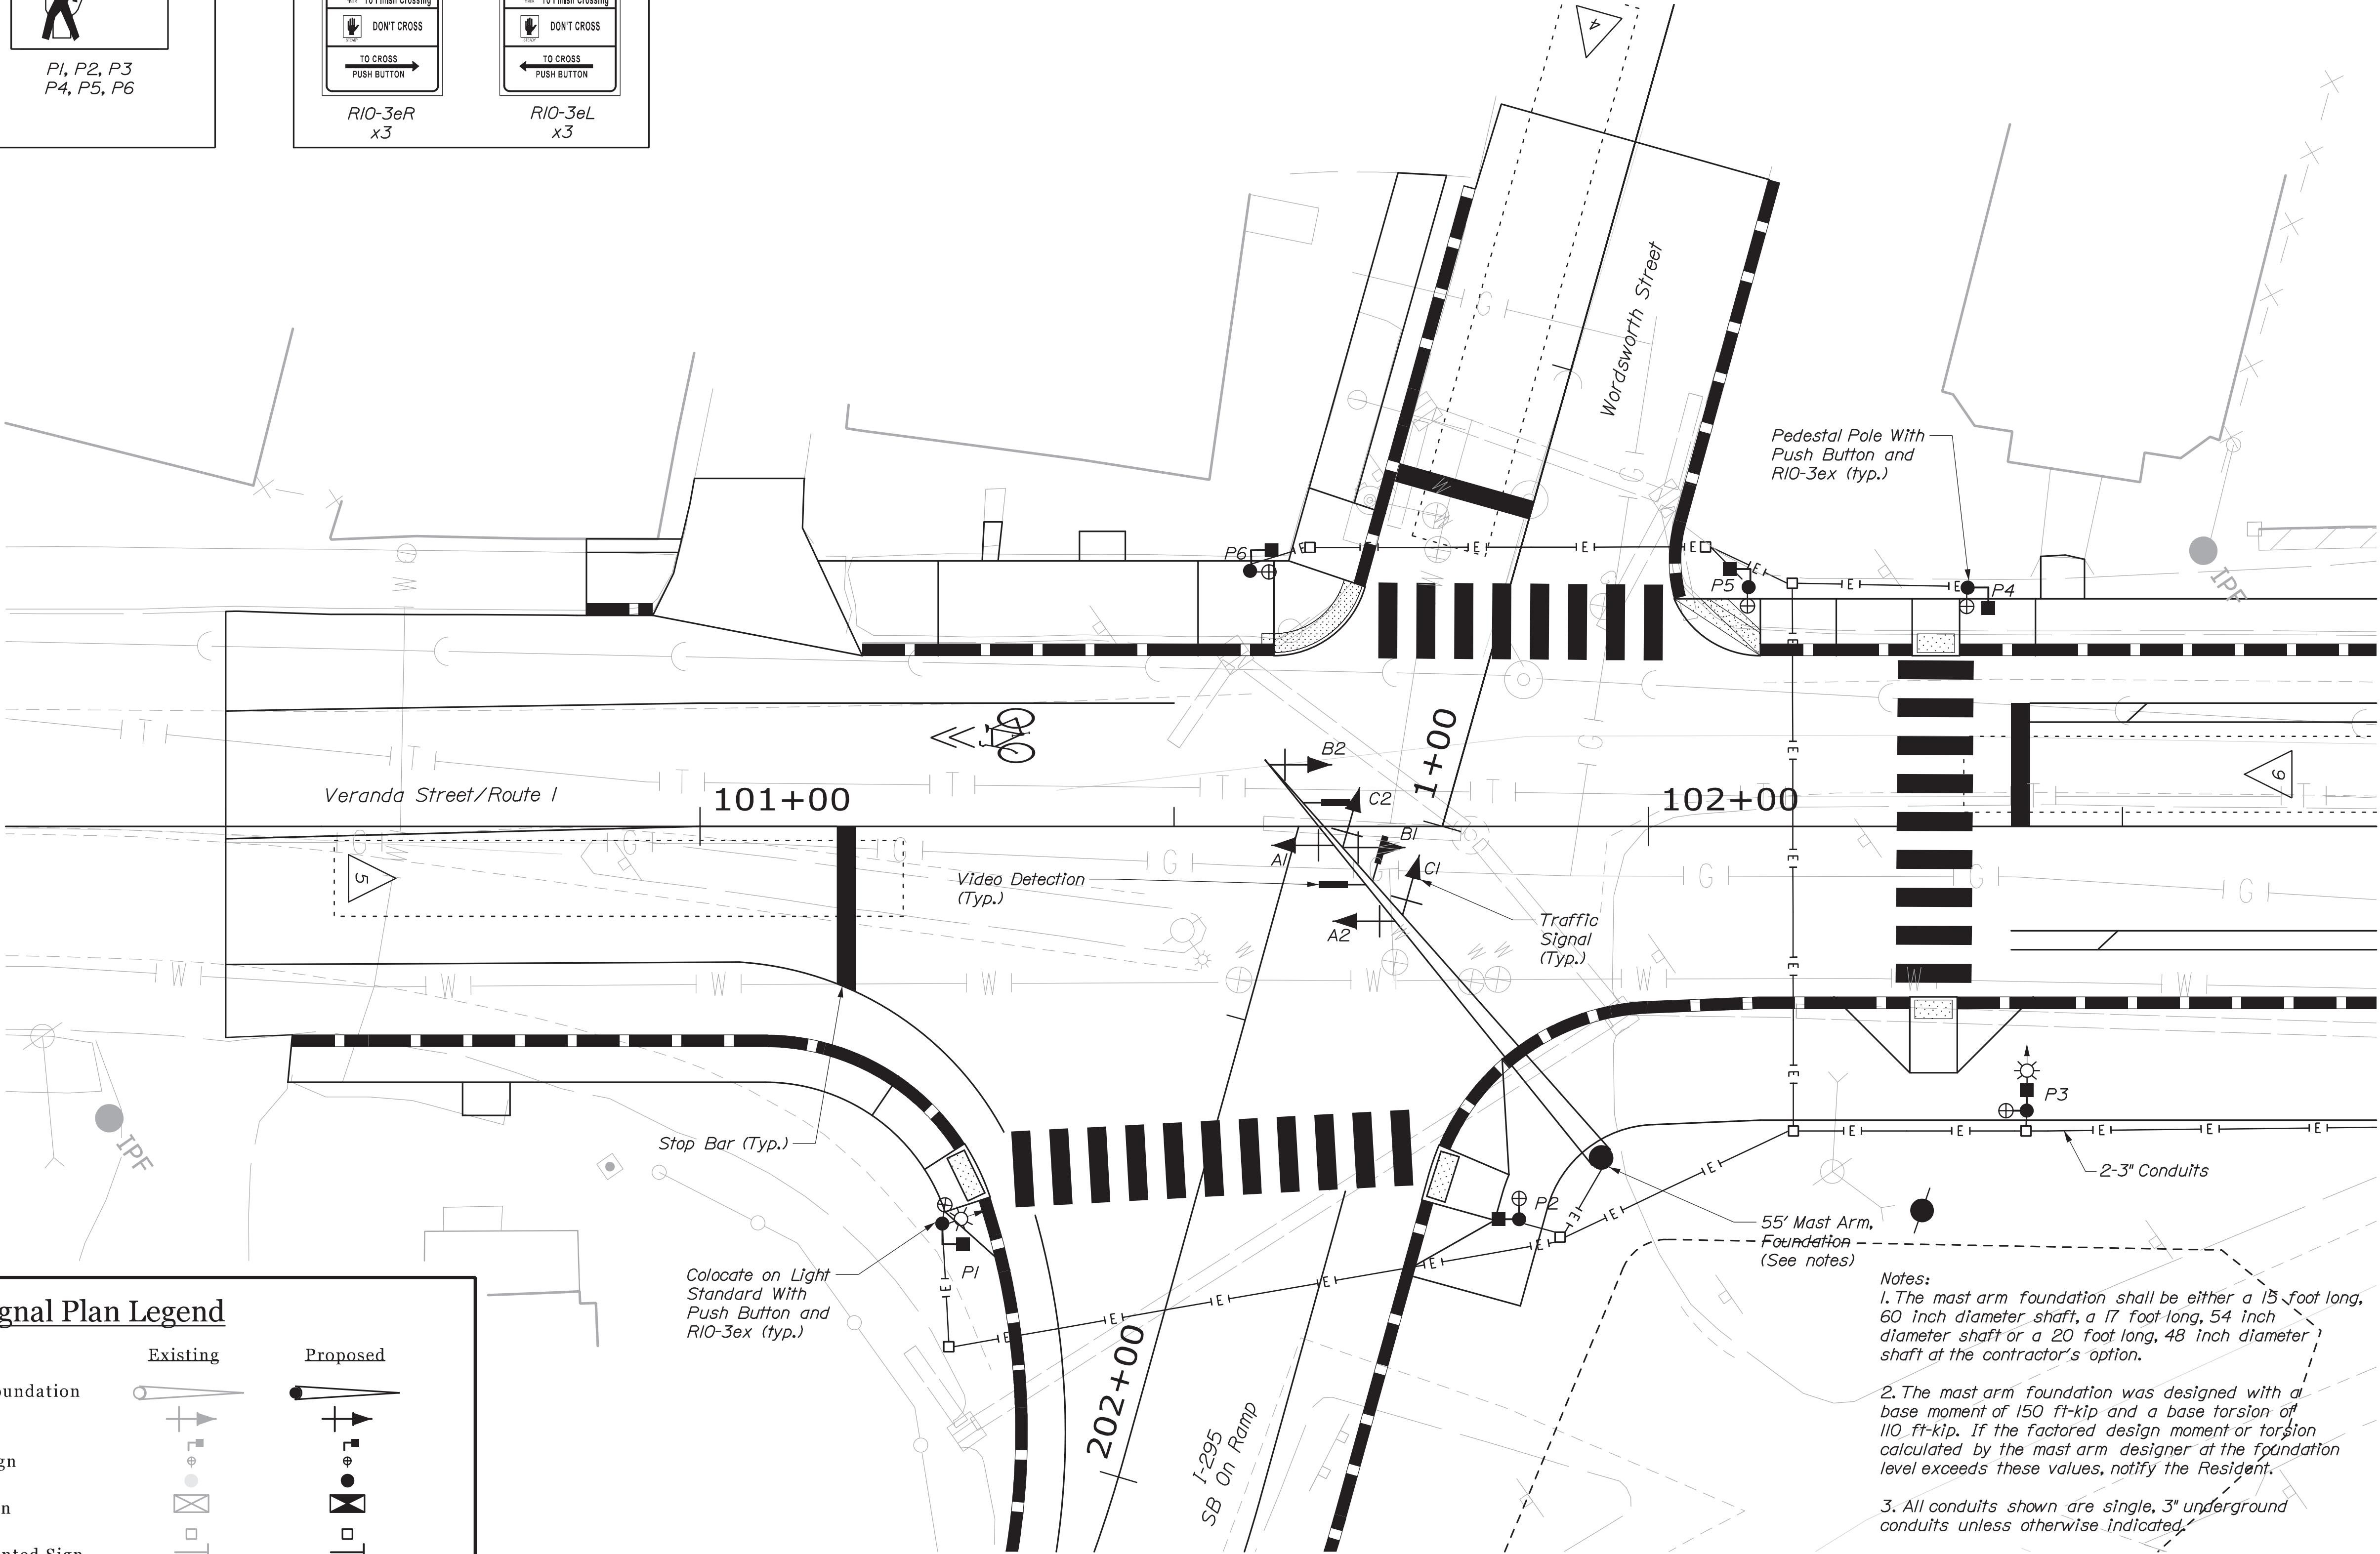 To Finish Crossing
DON'T CROSS
TO CROSS
PUSH BUTTON
R10-3eR
x3
To Finish Crossing
DON'T CROSS
TO CROSS
PUSH BUTTON
R10-3eL
x3
P1, P2, P3
P4, P5, P6
4
Wordsworth Street
Pedestal Pole With
Push Button and
R10-3ex (typ.)
P6
P5
P4
IPF
Veranda Street/Route 1
101+00
1+00
102+00
B2
C2
B1
A1
C1
A2
5
6
Video Detection
(Typ.)
Traffic
Signal
(Typ.)
Stop Bar (Typ.)
IPF
P3
2-3" Conduits
P2
P1
Colocate on Light
Standard With
Push Button and
R10-3ex (typ.)
55' Mast Arm,
Foundation
(See notes)
202+00
I-295
SB On Ramp
Notes:
1. The mast arm foundation shall be either a 15 foot long,
60 inch diameter shaft, a 17 foot long, 54 inch
diameter shaft or a 20 foot long, 48 inch diameter
shaft at the contractor's option.
2. The mast arm foundation was designed with a
base moment of 150 ft-kip and a base torsion of
110 ft-kip. If the factored design moment or torsion
calculated by the mast arm designer at the foundation
level exceeds these values, notify the Resident.
3. All conduits shown are single, 3" underground
conduits unless otherwise indicated.
gnal Plan Legend
Existing Proposed
oundation
gn
n
nted Sign